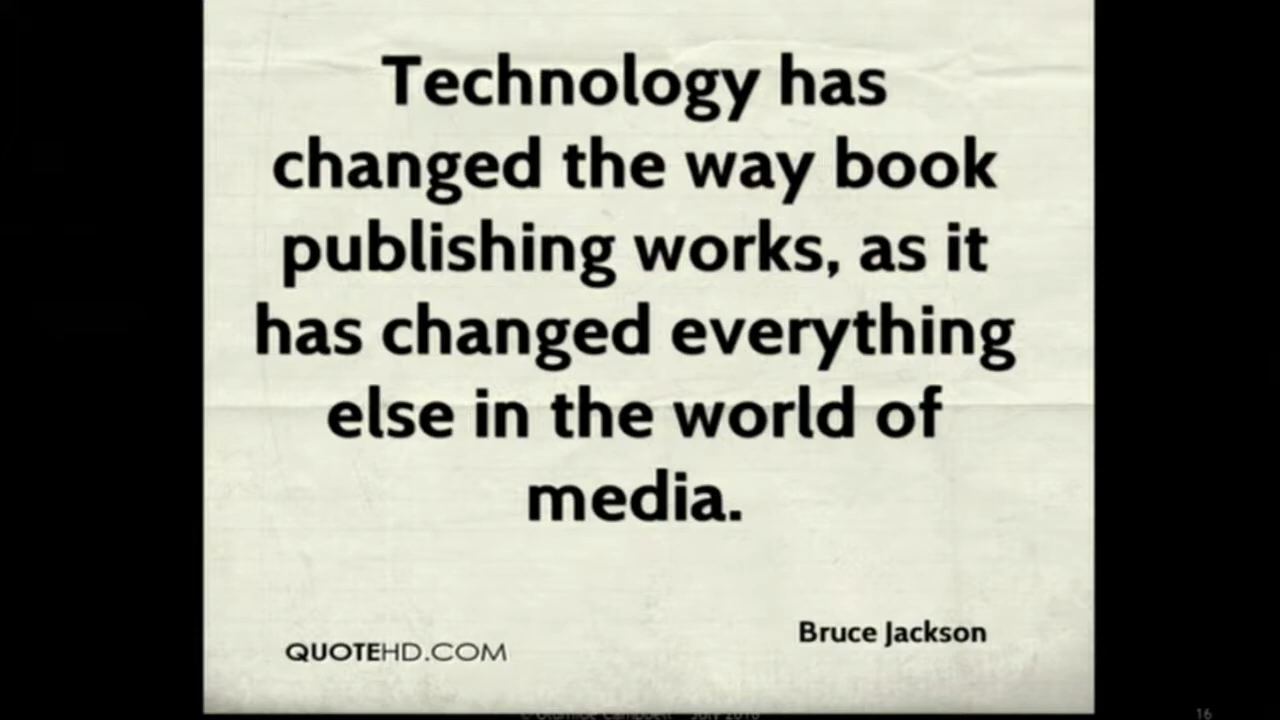 Technology has
changed the way book
publishing works, as it
has changed everything
else in the world of
media.
Bruce Jackson
QUOTEHD.COM
16